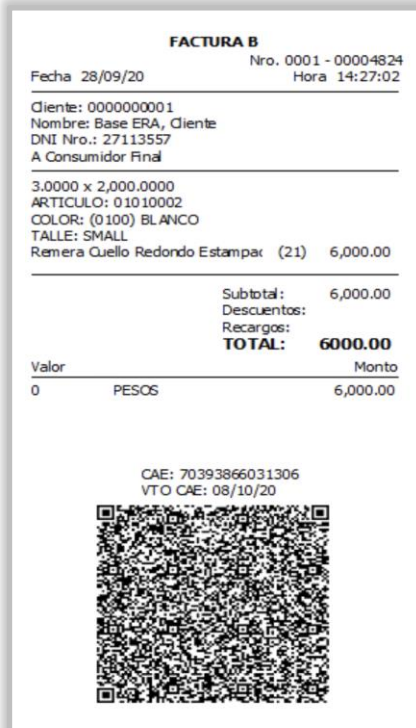 FACTURA B
Nro. 0001 - 00004824
Fecha 28/09/20 Hora 14:27:02
Cliente: 0000000001
Nombre: Base ERA, Cliente
DNI Nro.: 27113557
A Consumidor Final
3.0000 x 2,000.0000
ARTICULO: 01010002
COLOR: (0100) BLANCO
TALLE: SMALL
Remera Cuello Redondo Estampac (21) 6,000.00
Subtotal: 6,000.00
Descuentos:
Recargos:
TOTAL: 6000.00
Valor Monto
0 PESOS 6,000.00
CAE: 70393866031306
VTO CAE: 08/10/20